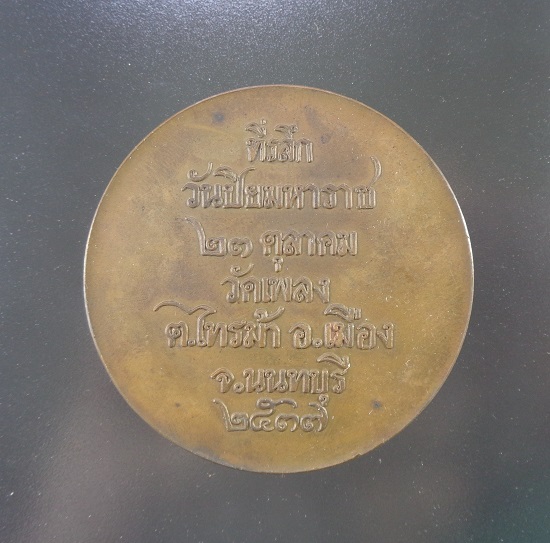 ที่รลึก
วันปิยมหาราช
๒๓ ตุลาคม
วัดเพลง
ต.ไทรม้า อ.เมือง
จ.นนทบุรี
๒๕๓๗